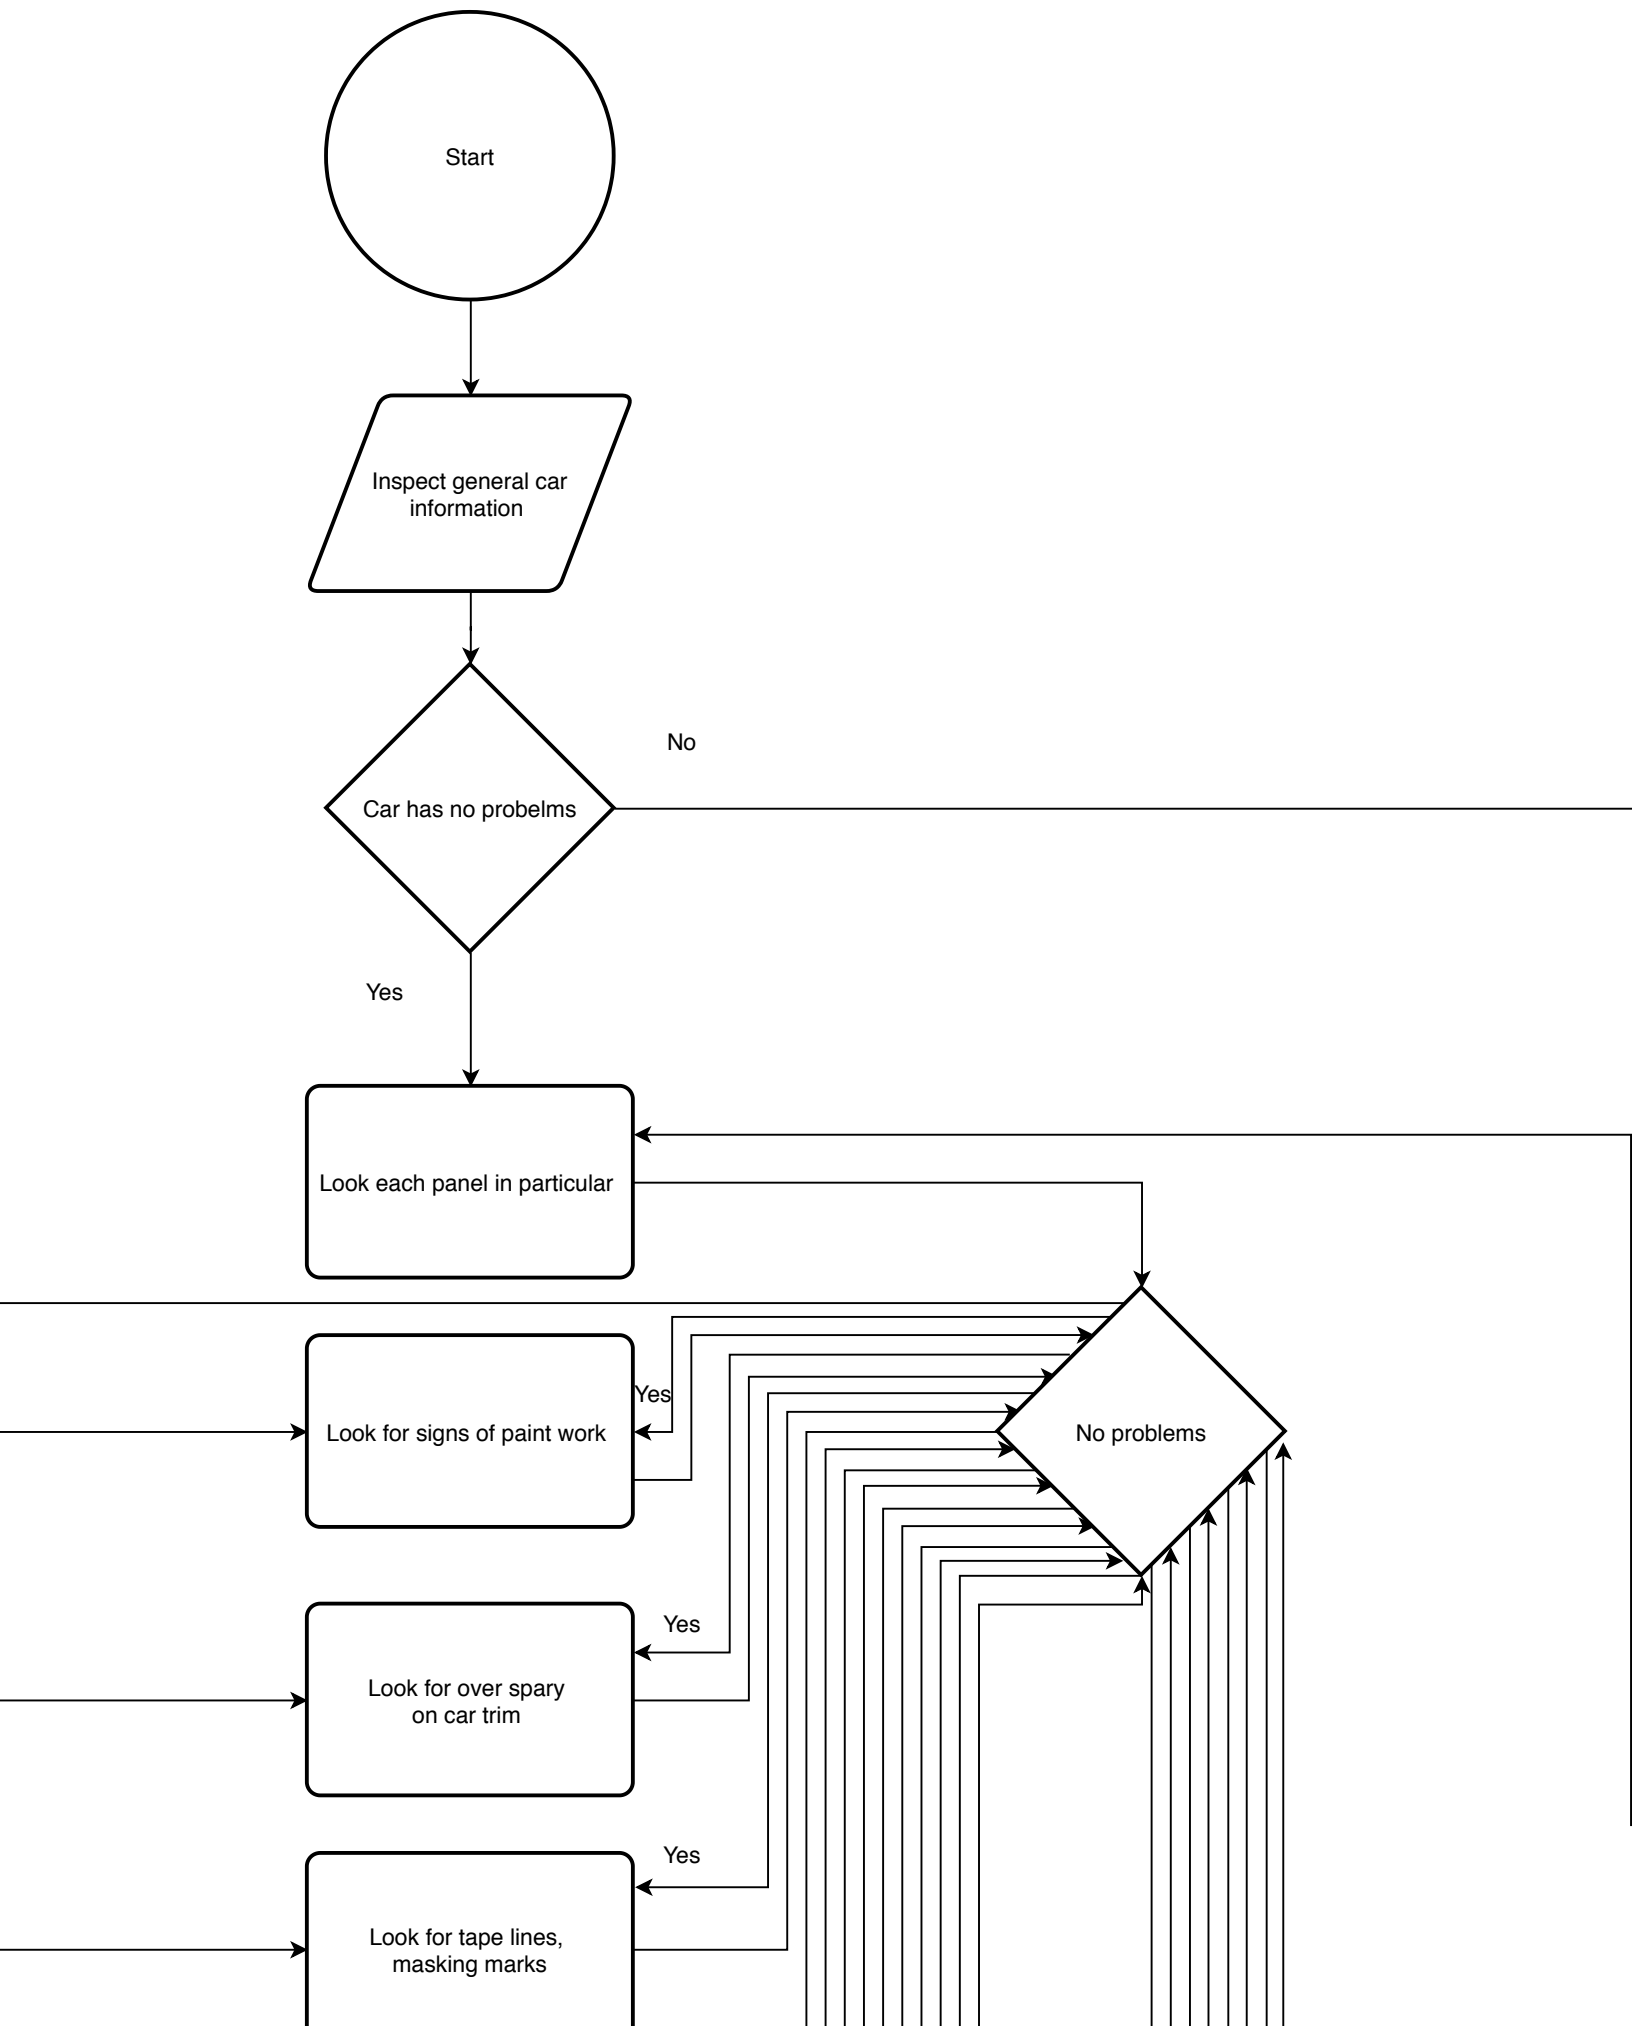 Start
Inspect general car
information
No
Car has no probelms
Yes
Look each panel in particular
Yes
Look for signs of paint work
No problems
Yes
Look for over spary
on car trim
Yes
Look for tape lines,
masking marks